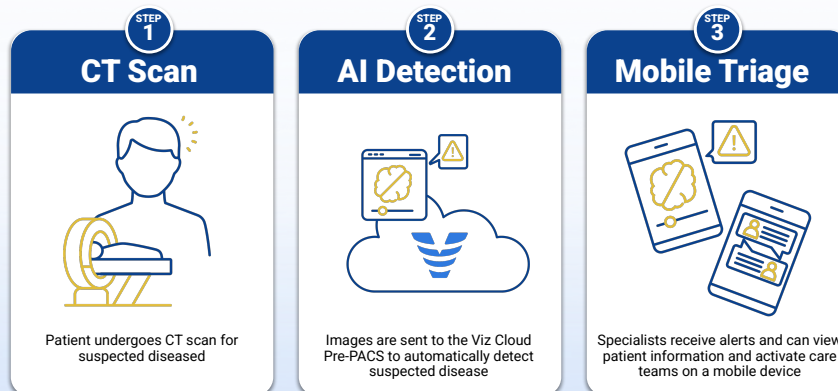 STEP
1
CT Scan
Patient undergoes CT scan for
suspected diseased
STEP
2
AI Detection
Images are sent to the Viz Cloud
Pre-PACS to automatically detect
suspected disease
STEP
3
Mobile Triage
Specialists receive alerts and can view
patient information and activate care
teams on a mobile device